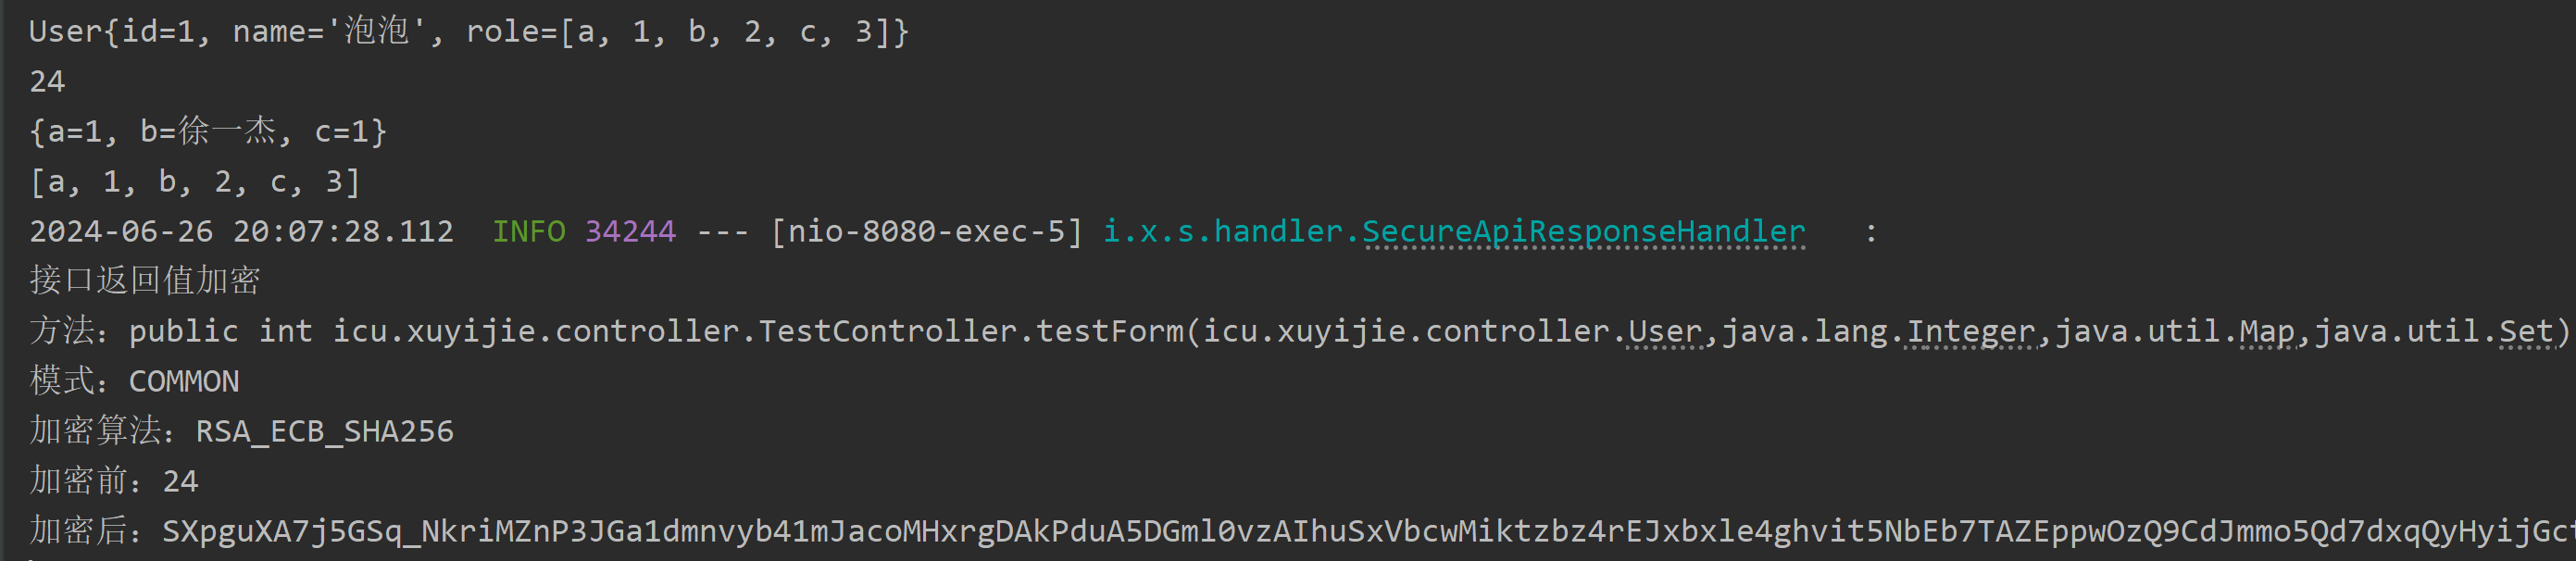 User{id=1, name='泡泡', role=[a, 1, b, 2, c, 3]}
24
{a=1, b=徐一杰, c=1}
[a, 1, b, 2, c, 3]
2024-06-26 20:07:28.112  INFO 34244 --- [nio-8080-exec-5] i.x.s.handler.SecureApiResponseHandler   :
接口返回值加密
方法：public int icu.xuyijie.controller.TestController.testForm(icu.xuyijie.controller.User,java.lang.Integer,java.util.Map,java.util.Set)
模式：COMMON
加密算法：RSA_ECB_SHA256
加密前：24
加密后：SXpguXA7j5GSq_NkriMZnP3JGa1dmnvyb41mJacoMHxrgDAkPduA5DGml0vzAIhuSxVbcwMiktzbz4rEJxbxle4ghvit5NbEb7TAZEppwOzQ9CdJmmo5Qd7dxqQyHyijGct